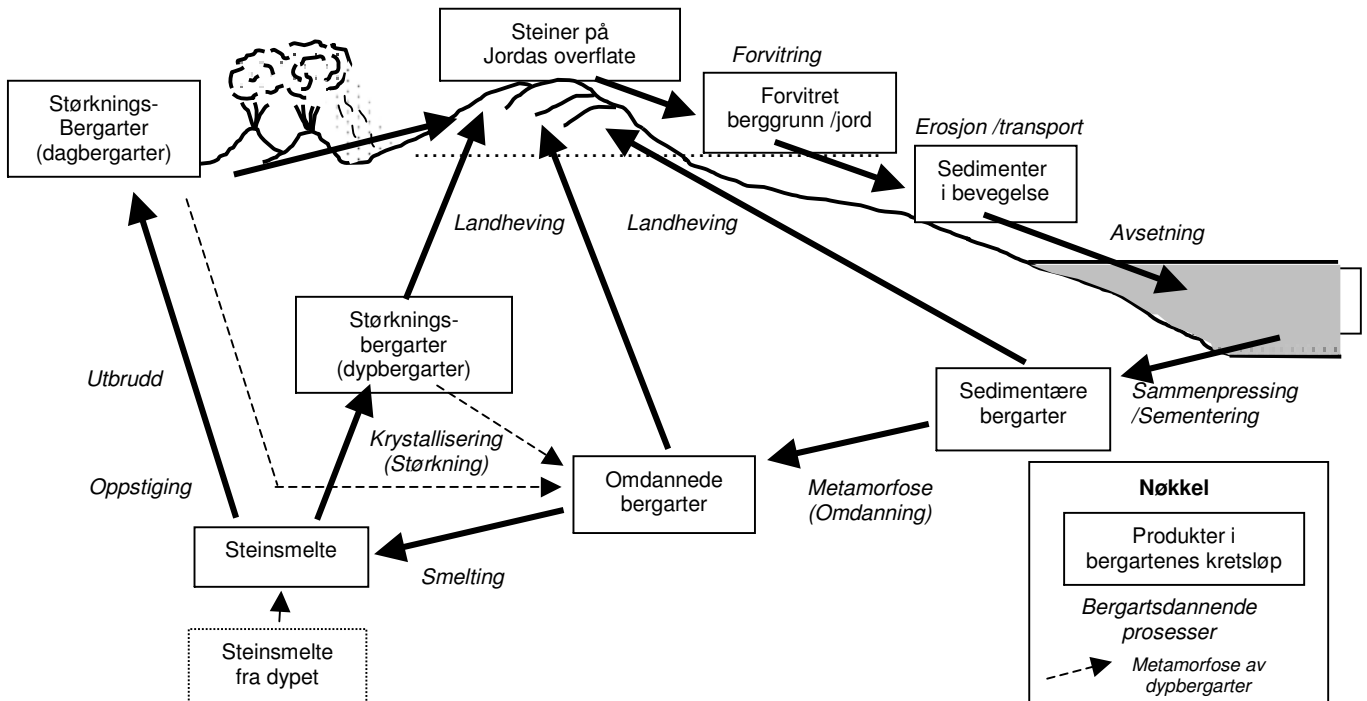 Steiner på
Jordas overflate
Forvitring
Størknings-
Bergarter
(dagbergarter)
Forvitret
berggrunn /jord
Erosjon /transport
Sedimenter
i bevegelse
Landheving
Landheving
Avsetning
Størknings-
bergarter
(dypbergarter)
Utbrudd
Sedimentære
bergarter
Sammenpressing
/Sementering
Krystallisering
(Størkning)
Oppstiging
Omdannede
bergarter
Metamorfose
(Omdanning)
Steinsmelte
Smelting
Steinsmelte
fra dypet
Nøkkel
Produkter i
bergartenes kretsløp
Bergartsdannende
prosesser
Metamorfose av
dypbergarter